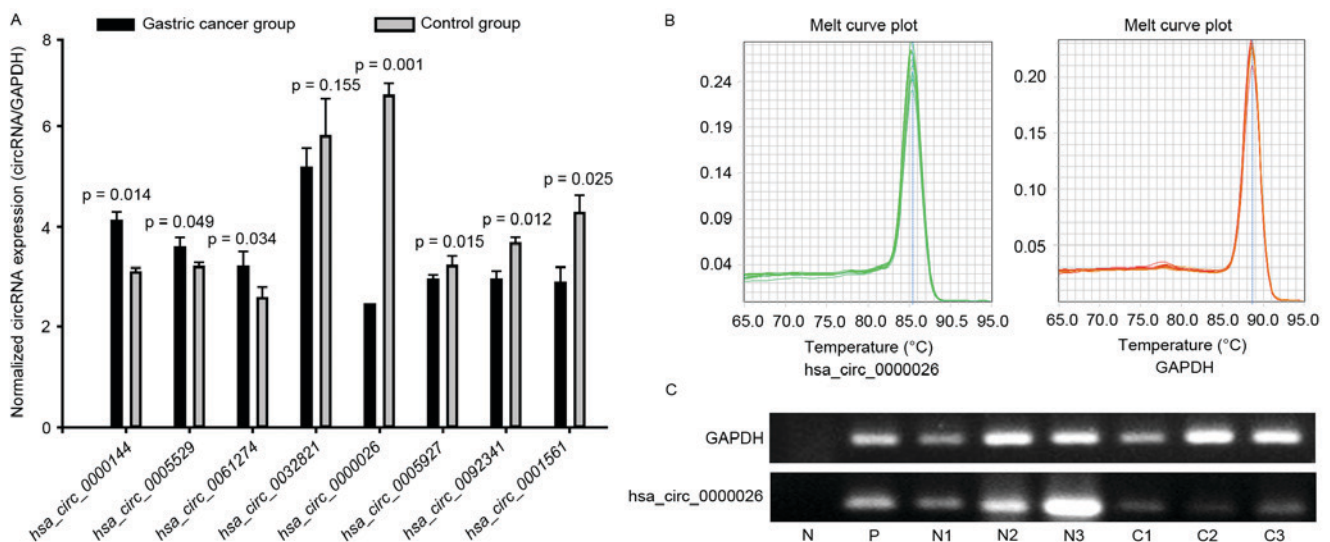 A
Gastric cancer group
Control group
Normalized circRNA expression (circRNA/GAPDH)
8
6
4
2
0
p = 0.014
p = 0.049
p = 0.034
p = 0.155
p = 0.001
p = 0.015
p = 0.012
p = 0.025
hsa_circ_0000144
hsa_circ_0005529
hsa_circ_0061274
hsa_circ_0032821
hsa_circ_0000026
hsa_circ_0005927
hsa_circ_0092341
hsa_circ_0001561
B
Melt curve plot
0.24
0.19
0.14
0.09
0.04
65.0 70.0 75.0 80.0 85.0 90.0 95.0
Temperature (°C)
hsa_circ_0000026
Melt curve plot
0.20
0.15
0.10
0.05
65.0 70.0 75.0 80.0 85.0 90.0 95.0
Temperature (°C)
GAPDH
C
GAPDH
hsa_circ_0000026
N P N1 N2 N3 C1 C2 C3